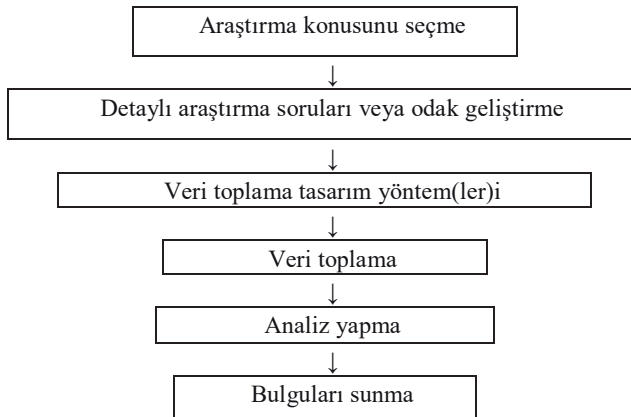 Araştırma konusunu seçme
↓
Detaylı araştırma soruları veya odak geliştirme
↓
Veri toplama tasarım yöntem(ler)i
↓
Veri toplama
↓
Analiz yapma
↓
Bulguları sunma